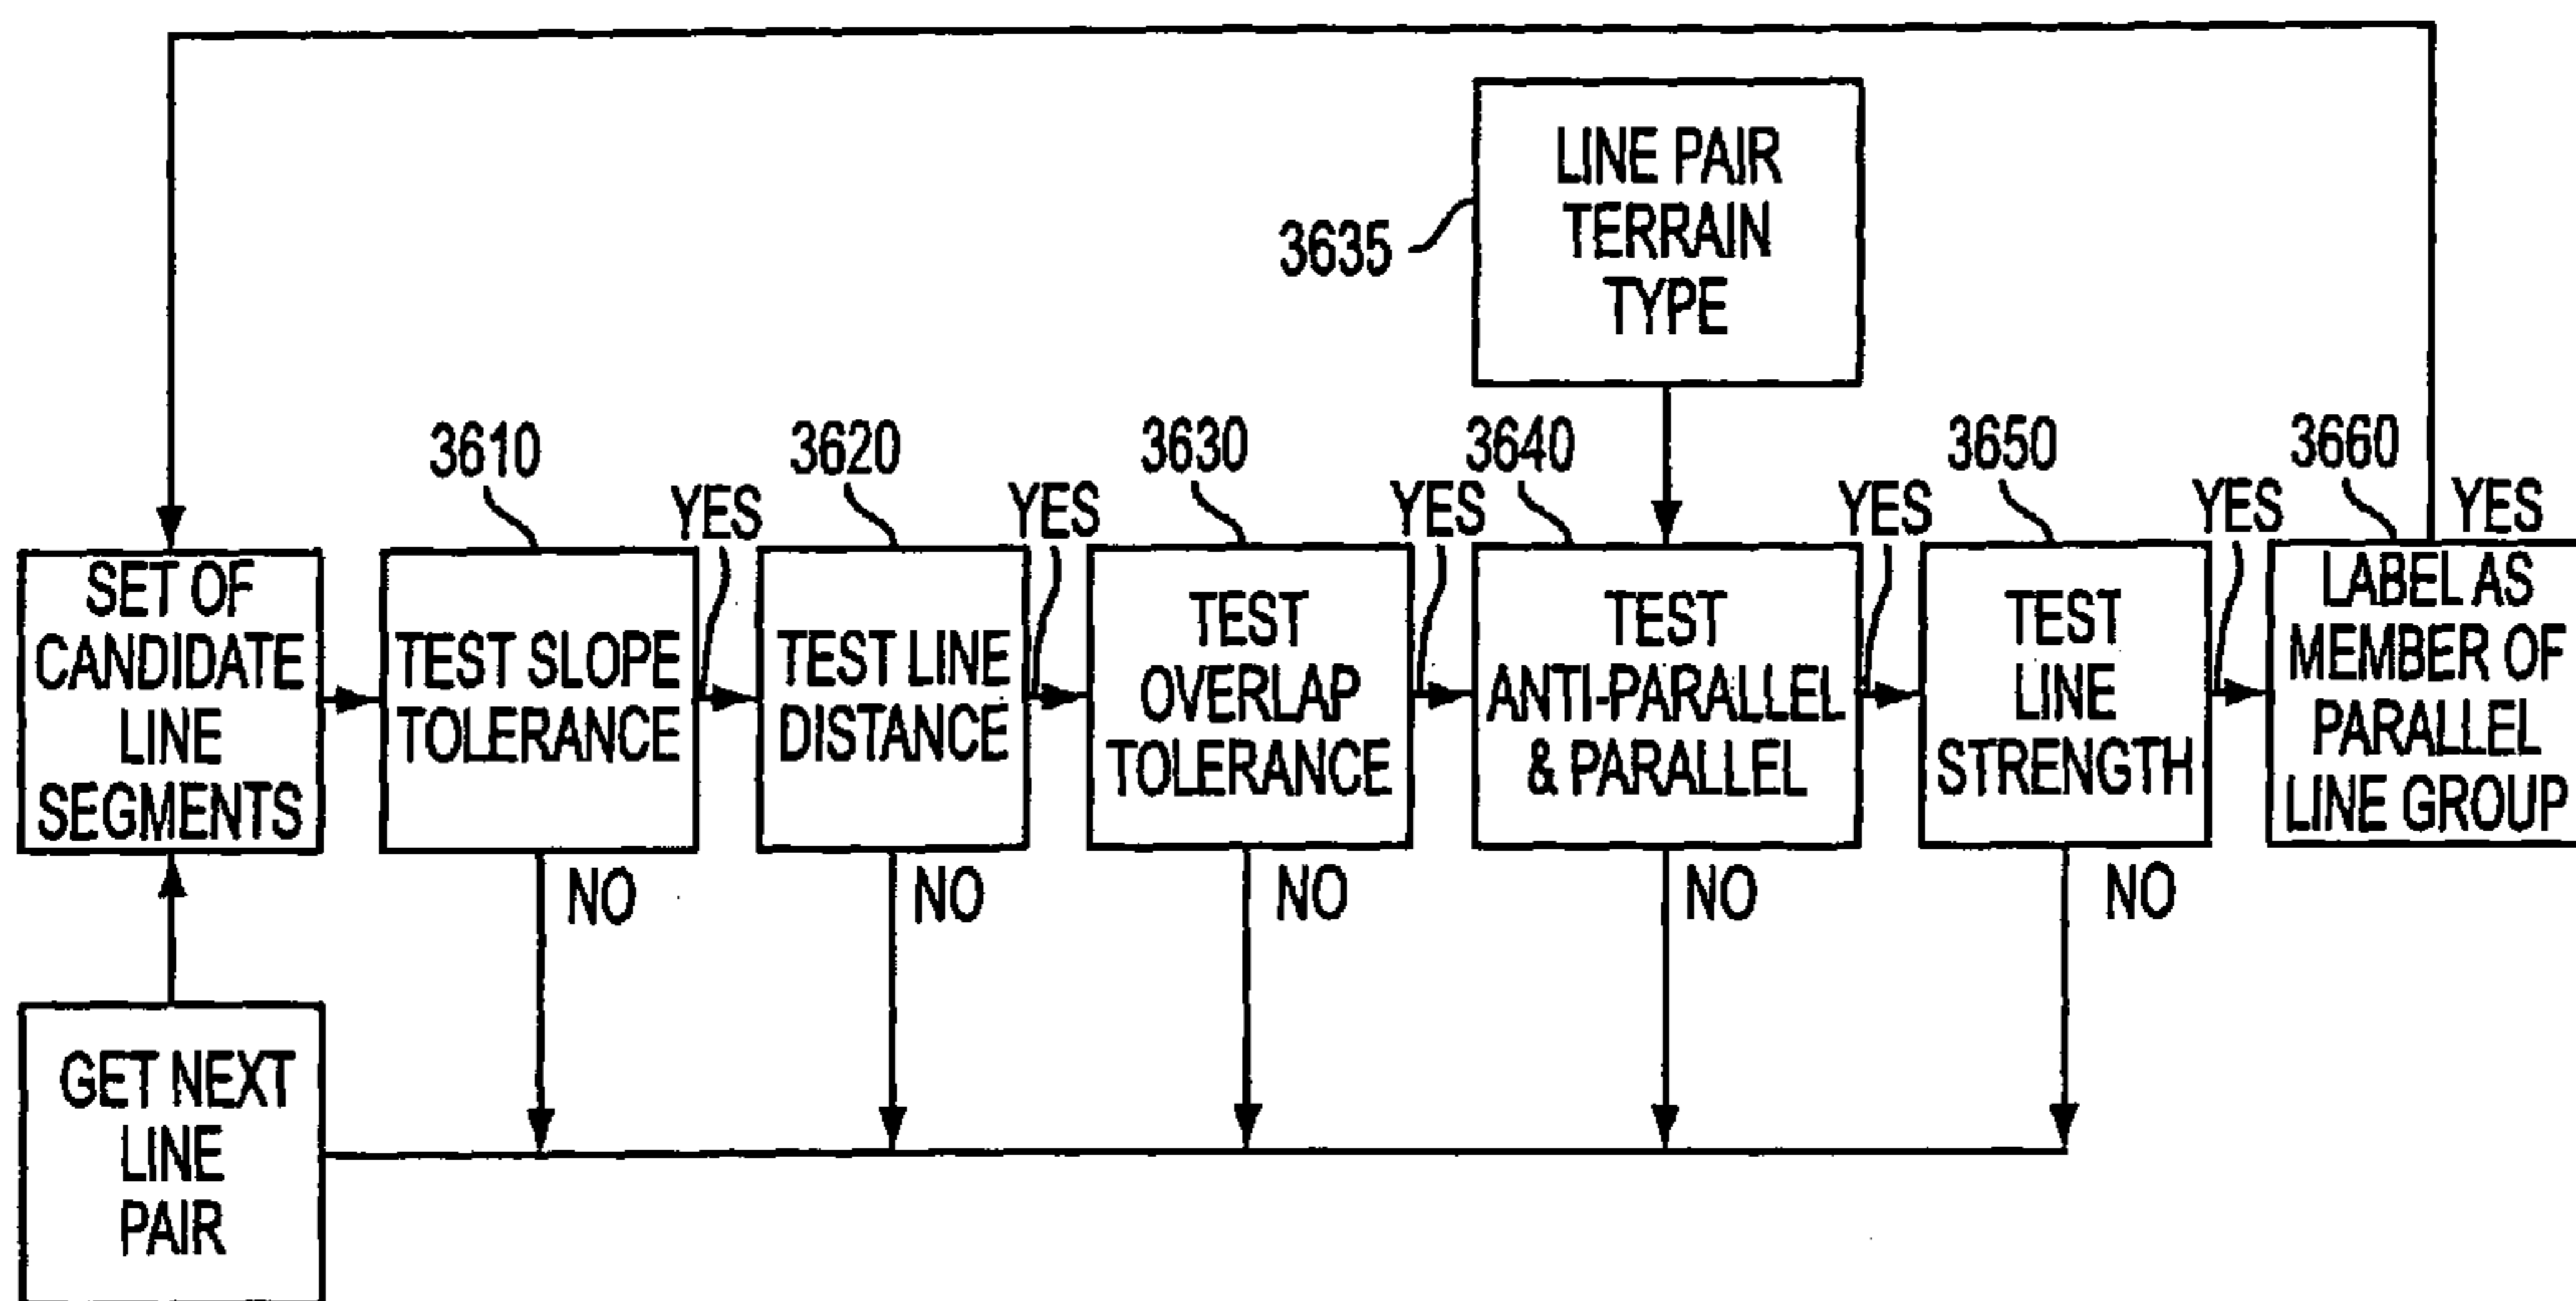 LINE PAIR
TERRAIN
TYPE
3635
3610
YES
3620
YES
3630
YES
3640
YES
3650
YES
3660
YES
SET OF
CANDIDATE
LINE
SEGMENTS
TEST SLOPE
TOLERANCE
TEST LINE
DISTANCE
TEST
OVERLAP
TOLERANCE
TEST
ANTI-PARALLEL
& PARALLEL
TEST
LINE
STRENGTH
LABEL AS
MEMBER OF
PARALLEL
LINE GROUP
NO
NO
NO
NO
NO
GET NEXT
LINE
PAIR